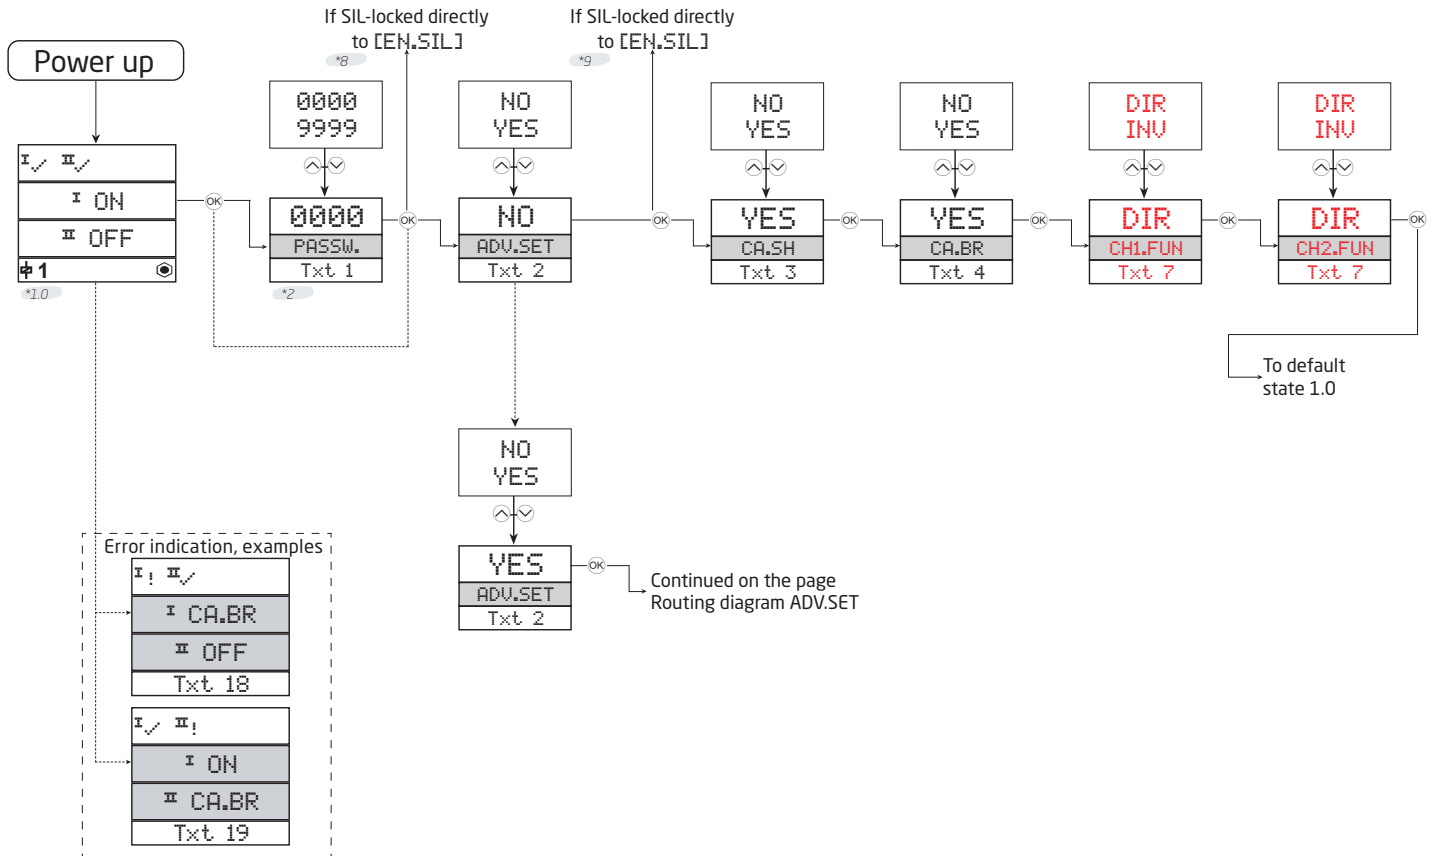 If SIL-locked directly
to [EN.SIL]
*8
If SIL-locked directly
to [EN.SIL]
*9
Power up
0000
9999
NO
YES
NO
YES
NO
YES
DIR
INV
DIR
INV
I✓ II✓
I ON
II OFF
1
*1.0
OK
0000
PASSW.
Txt 1
*2
OK
NO
ADV.SET
Txt 2
OK
YES
CA.SH
Txt 3
OK
YES
CA.BR
Txt 4
OK
DIR
CH1.FUN
Txt 7
OK
DIR
CH2.FUN
Txt 7
OK
To default
state 1.0
NO
YES
YES
ADV.SET
Txt 2
OK
Continued on the page
Routing diagram ADV.SET
Error indication, examples
I! II✓
I CA.BR
II OFF
Txt 18
I✓ II!
I ON
II CA.BR
Txt 19